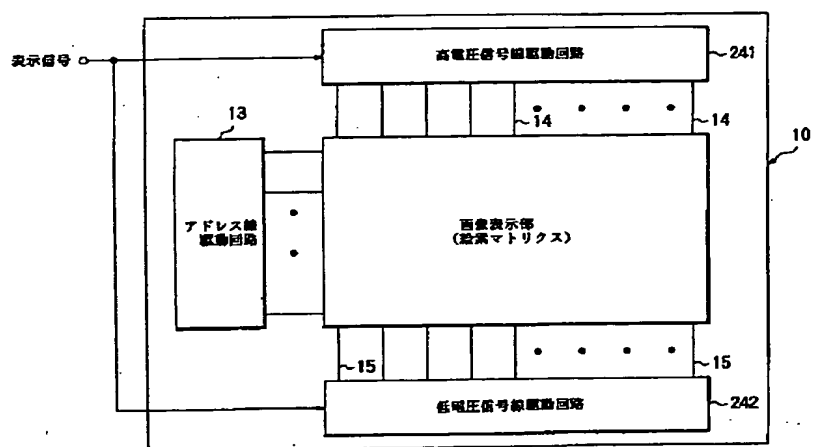 高電圧信号線駆動回路
241
表示信号
14
14
13
10
アドレス線
駆動回路
画像表示部
(絵素マトリクス)
15
15
低電圧信号線駆動回路
242